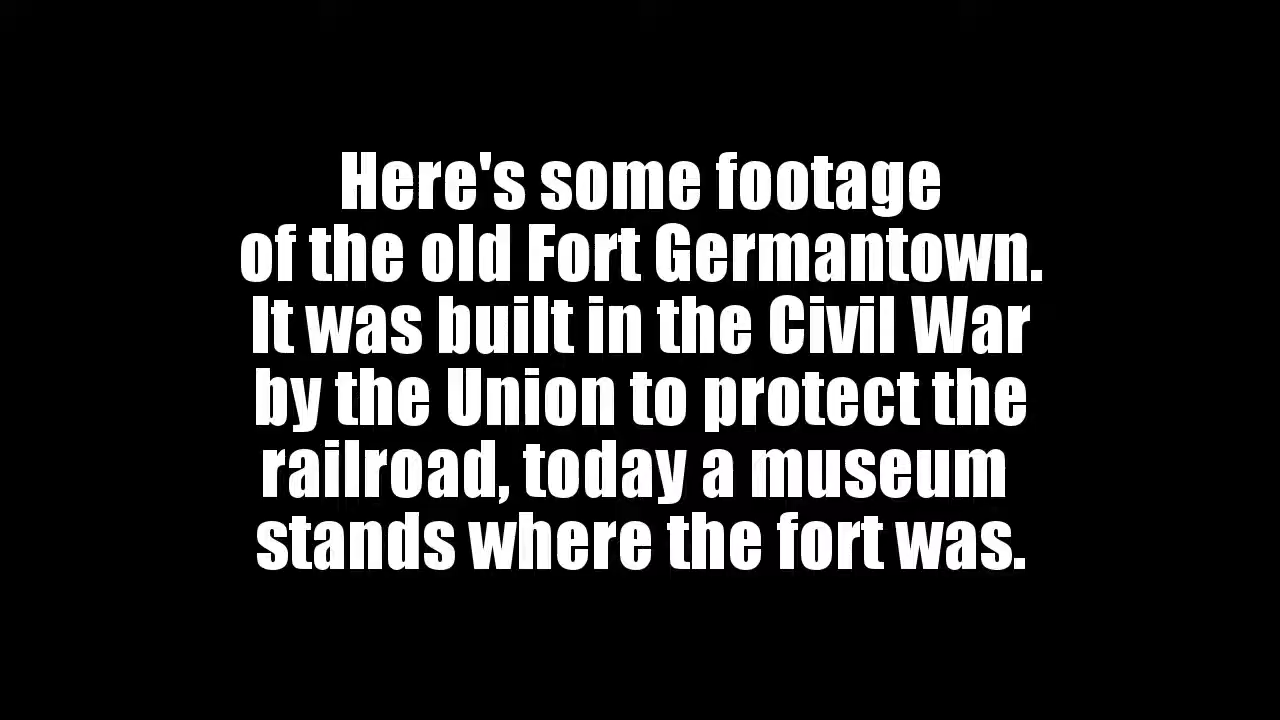 Here's some footage
of the old Fort Germantown.
It was built in the Civil War
by the Union to protect the
railroad, today a museum
stands where the fort was.